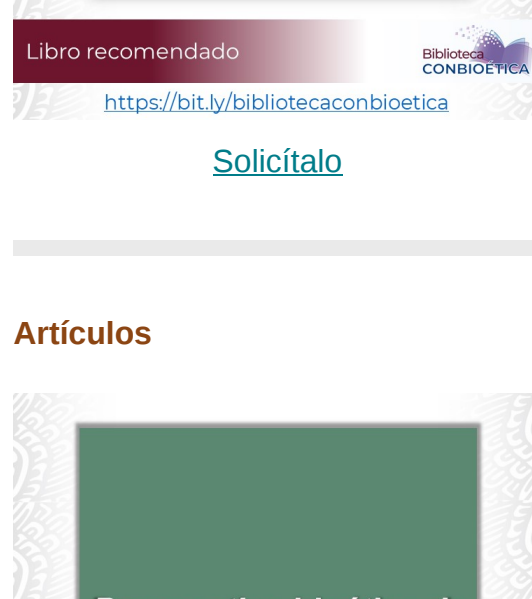 Libro recomendado
Biblioteca
CONBIOÉTICA
https://bit.ly/bibliotecaconbioetica
Solicítalo
Artículos